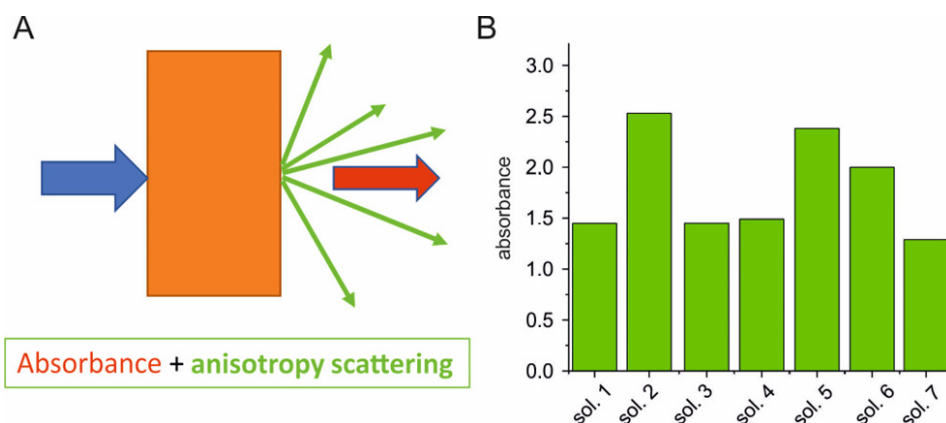 A
Absorbance + anisotropy scattering
B
absorbance
3.0
2.5
2.0
1.5
1.0
0.5
0.0
sol. 1
sol. 2
sol. 3
sol. 4
sol. 5
sol. 6
sol. 7